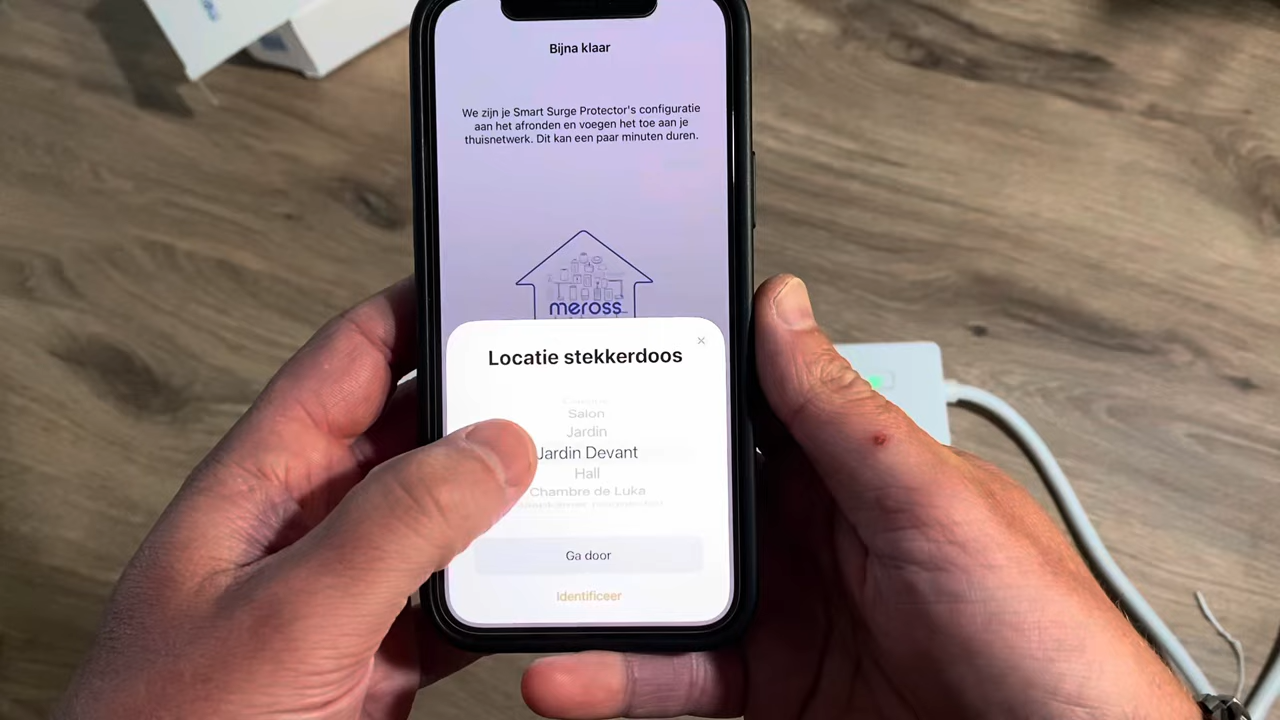 Bijna klaar
We zijn je Smart Surge Protector's configuratie
aan het afronden en voegen het toe aan je
thuisnetwerk. Dit kan een paar minuten duren.
meross
Locatie stekkerdoos
Salon
Jardin
Jardin Devant
Hall
Chambre de Luka
Ga door
Identificeer